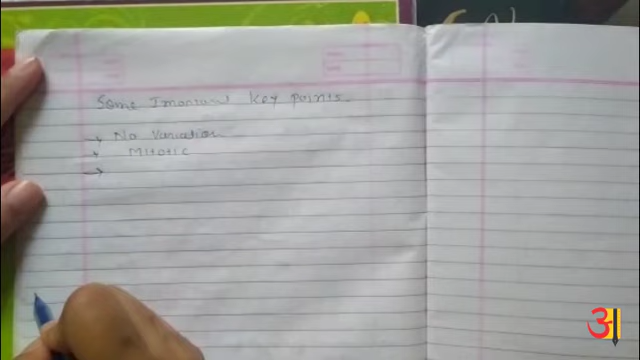 Some Imortant Key points
→ No variation
→ Mitotic
→
अ